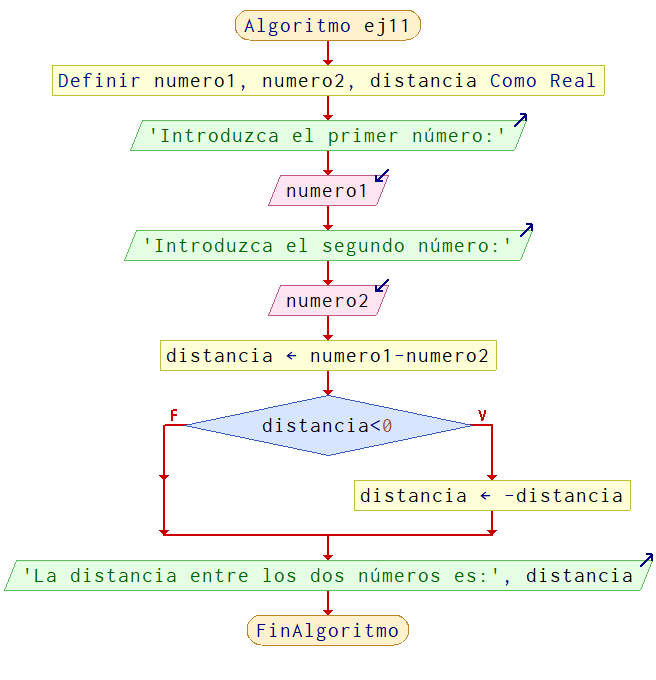 Algoritmo ej11
Definir numero1, numero2, distancia Como Real
'Introduzca el primer número:'
numero1
'Introduzca el segundo número:'
numero2
distancia ← numero1-numero2
distancia<0
F
V
distancia ← -distancia
'La distancia entre los dos números es:', distancia
FinAlgoritmo